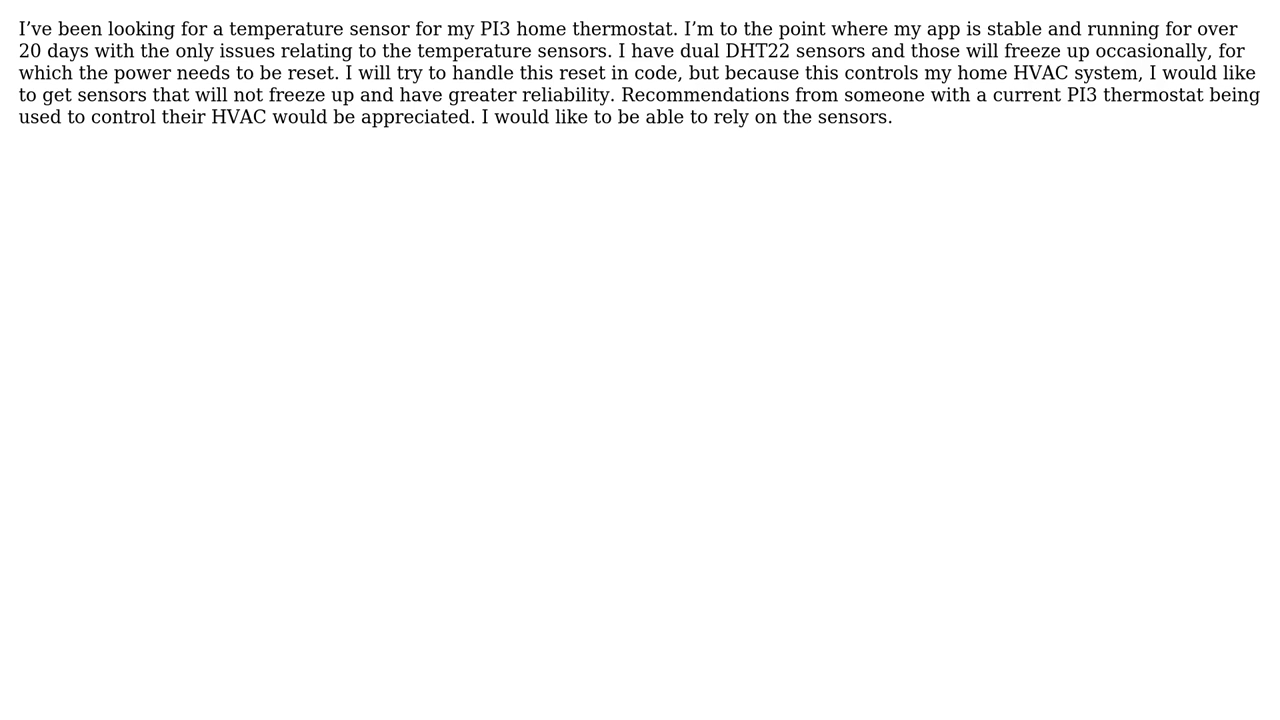 I’ve been looking for a temperature sensor for my PI3 home thermostat. I’m to the point where my app is stable and running for over
20 days with the only issues relating to the temperature sensors. I have dual DHT22 sensors and those will freeze up occasionally, for
which the power needs to be reset. I will try to handle this reset in code, but because this controls my home HVAC system, I would like
to get sensors that will not freeze up and have greater reliability. Recommendations from someone with a current PI3 thermostat being
used to control their HVAC would be appreciated. I would like to be able to rely on the sensors.